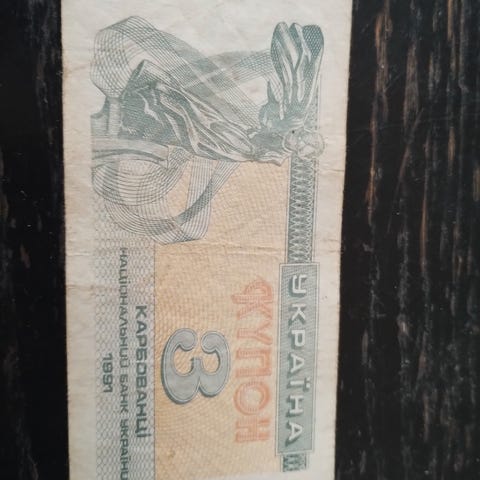 УКРАЇНА
КУПОН
3
КАРБОВАНЦІ
НАЦІОНАЛЬНИЙ БАНК УКРАЇНИ
1991